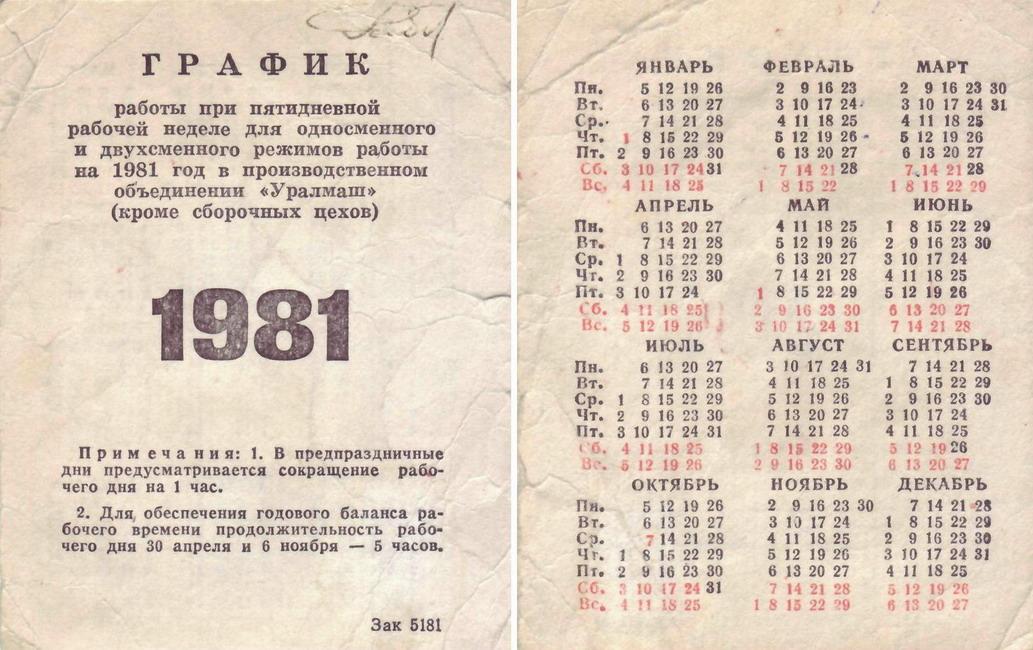 ГРАФИК
работы при пятидневной
рабочей неделе для односменного
и двухсменного режимов работы
на 1981 год в производственном
объединении «Уралмаш»
(кроме сборочных цехов)
1981
Примечания: 1. В предпраздничные
дни предусматривается сокращение рабо-
чего дня на 1 час.
2. Для обеспечения годового баланса ра-
бочего времени продолжительность рабо-
чего дня 30 апреля и 6 ноября — 5 часов.
Зак 5181
ЯНВАРЬ ФЕВРАЛЬ МАРТ
Пн. 5 12 19 26 2 9 16 23 2 9 16 23 30
Вт. 6 13 20 27 3 10 17 24 3 10 17 24 31
Ср. 7 14 21 28 4 11 18 25 4 11 18 25
Чт. 1 8 15 22 29 5 12 19 26 5 12 19 26
Пт. 2 9 16 23 30 6 13 20 27 6 13 20 27
Сб. 3 10 17 24 31 7 14 21 28 7 14 21 28
Вс. 4 11 18 25 1 8 15 22 1 8 15 22 29
АПРЕЛЬ МАЙ ИЮНЬ
Пн. 6 13 20 27 4 11 18 25 1 8 15 22 29
Вт. 7 14 21 28 5 12 19 26 2 9 16 23 30
Ср. 1 8 15 22 29 6 13 20 27 3 10 17 24
Чт. 2 9 16 23 30 7 14 21 28 4 11 18 25
Пт. 3 10 17 24 1 8 15 22 29 5 12 19 26
Сб. 4 11 18 25 2 9 16 23 30 6 13 20 27
Вс. 5 12 19 26 3 10 17 24 31 7 14 21 28
ИЮЛЬ АВГУСТ СЕНТЯБРЬ
Пн. 6 13 20 27 3 10 17 24 31 7 14 21 28
Вт. 7 14 21 28 4 11 18 25 1 8 15 22 29
Ср. 1 8 15 22 29 5 12 19 26 2 9 16 23 30
Чт. 2 9 16 23 30 6 13 20 27 3 10 17 24
Пт. 3 10 17 24 31 7 14 21 28 4 11 18 25
Сб. 4 11 18 25 1 8 15 22 29 5 12 19 26
Вс. 5 12 19 26 2 9 16 23 30 6 13 20 27
ОКТЯБРЬ НОЯБРЬ ДЕКАБРЬ
Пн. 5 12 19 26 2 9 16 23 30 7 14 21 28
Вт. 6 13 20 27 3 10 17 24 1 8 15 22 29
Ср. 7 14 21 28 4 11 18 25 2 9 16 23 30
Чт. 1 8 15 22 29 5 12 19 26 3 10 17 24 31
Пт. 2 9 16 23 30 6 13 20 27 4 11 18 25
Сб. 3 10 17 24 31 7 14 21 28 5 12 19 26
Вс. 4 11 18 25 1 8 15 22 29 6 13 20 27